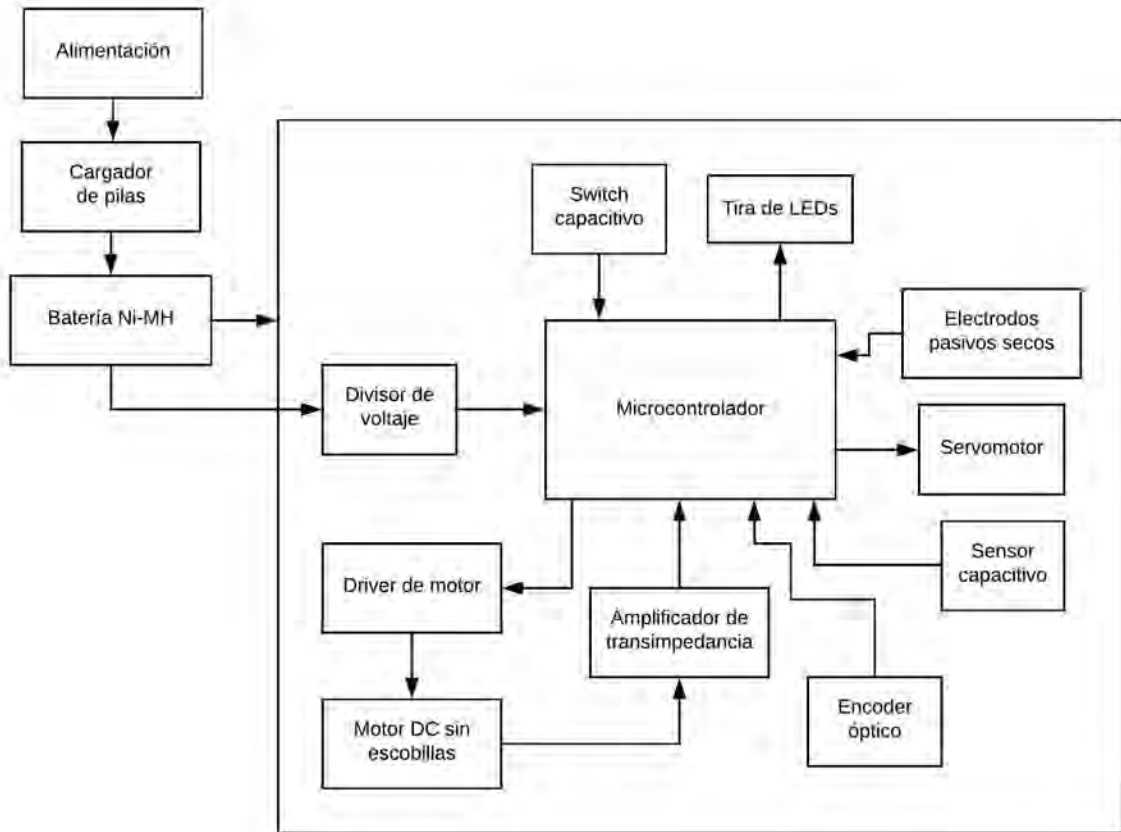 Alimentación
Cargador
de pilas
Batería Ni-MH
Switch
capacitivo
Tira de LEDs
Electrodos
pasivos secos
Divisor de
voltaje
Microcontrolador
Servomotor
Driver de motor
Amplificador de
transimpedancia
Sensor
capacitivo
Motor DC sin
escobillas
Encoder
óptico